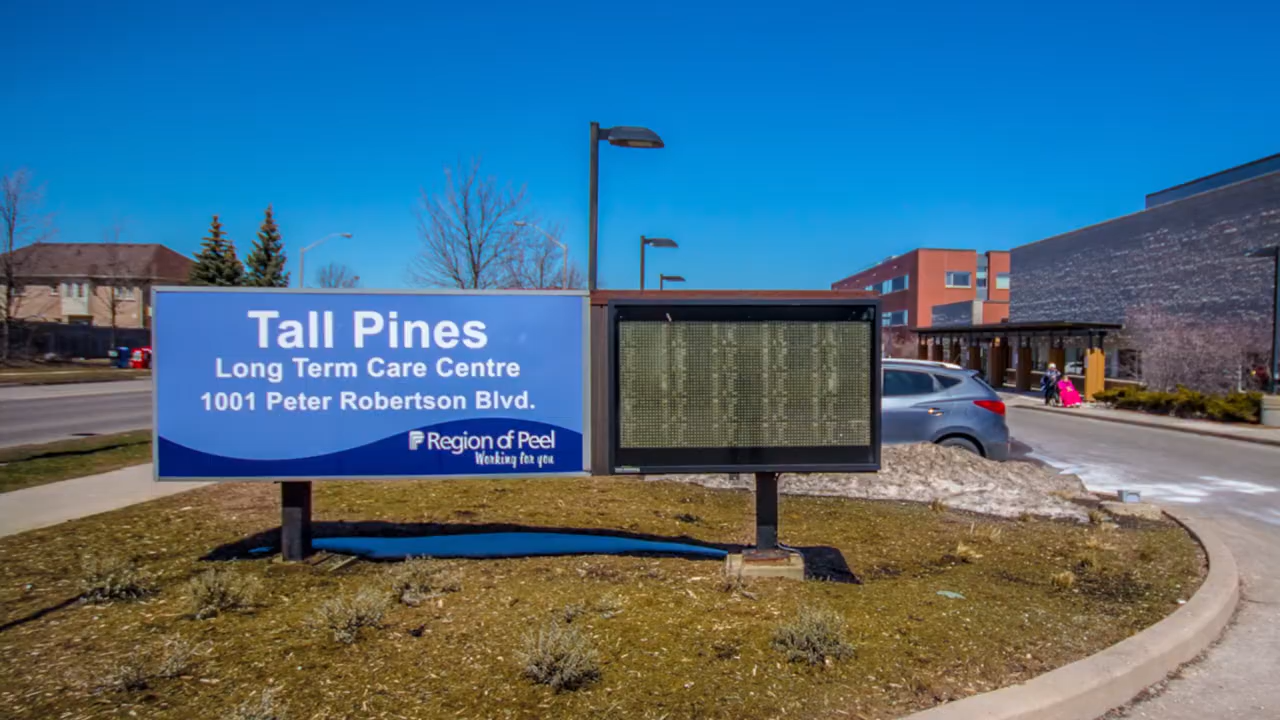 Tall Pines
Long Term Care Centre
1001 Peter Robertson Blvd.
Region of Peel
Working for you